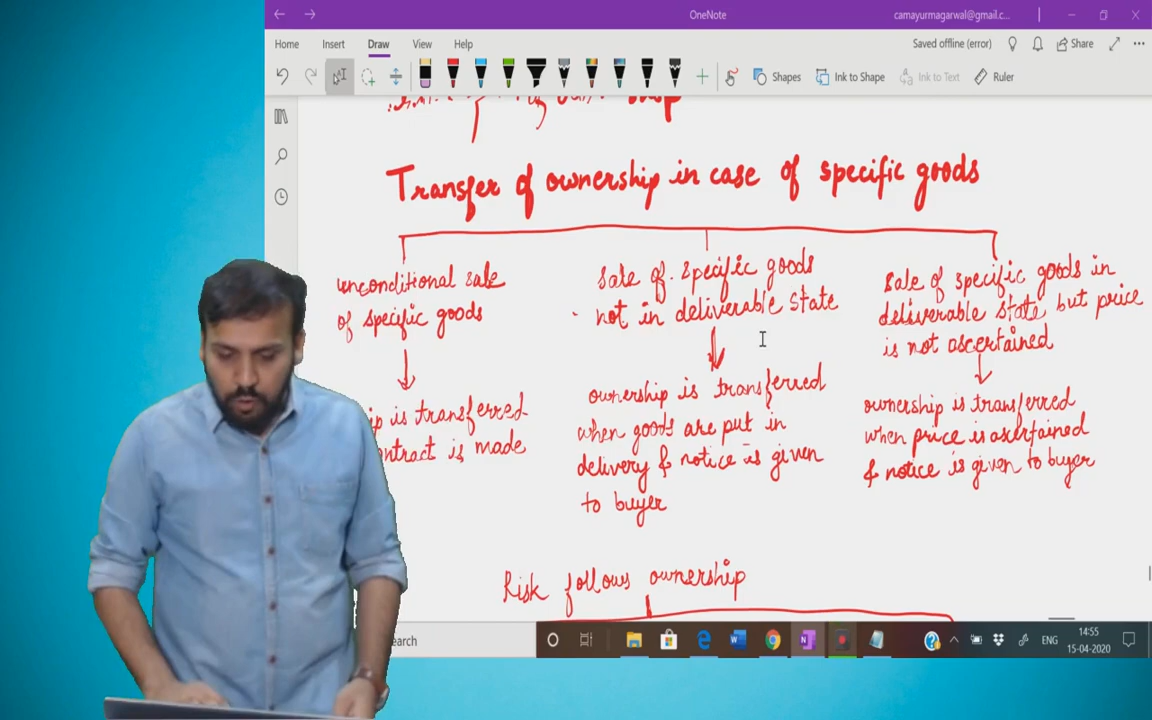 OneNote
camayurmagarwal@gmail.c...
Home Insert Draw View Help
Saved offline (error)
Share
Shapes
Ink to Shape
Ink to Text
Ruler
Transfer of ownership in case of specific goods
unconditional sale
of specific goods
ip is transferred
ontract is made
Sale of specific goods
not in deliverable state
ownership is transferred
when goods are put in
delivery & notice is given
to buyer
Sale of specific goods in
deliverable state but price
is not ascertained
ownership is transferred
when price is ascertained
& notice is given to buyer
Risk follows ownership
earch
ENG
14:55
15-04-2020